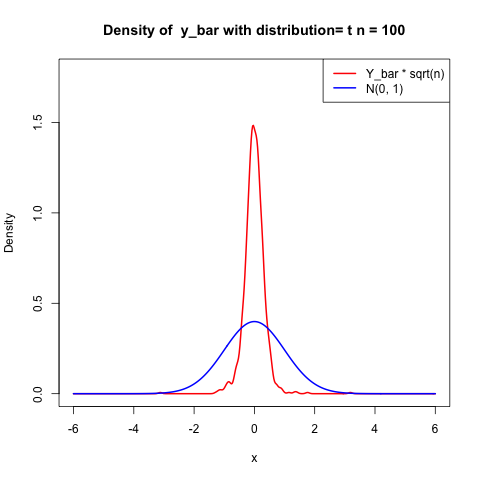 Density of  y_bar with distribution= t n = 100
Y_bar * sqrt(n)
N(0, 1)
Density
1.5
1.0
0.5
0.0
-6 -4 -2 0 2 4 6
x